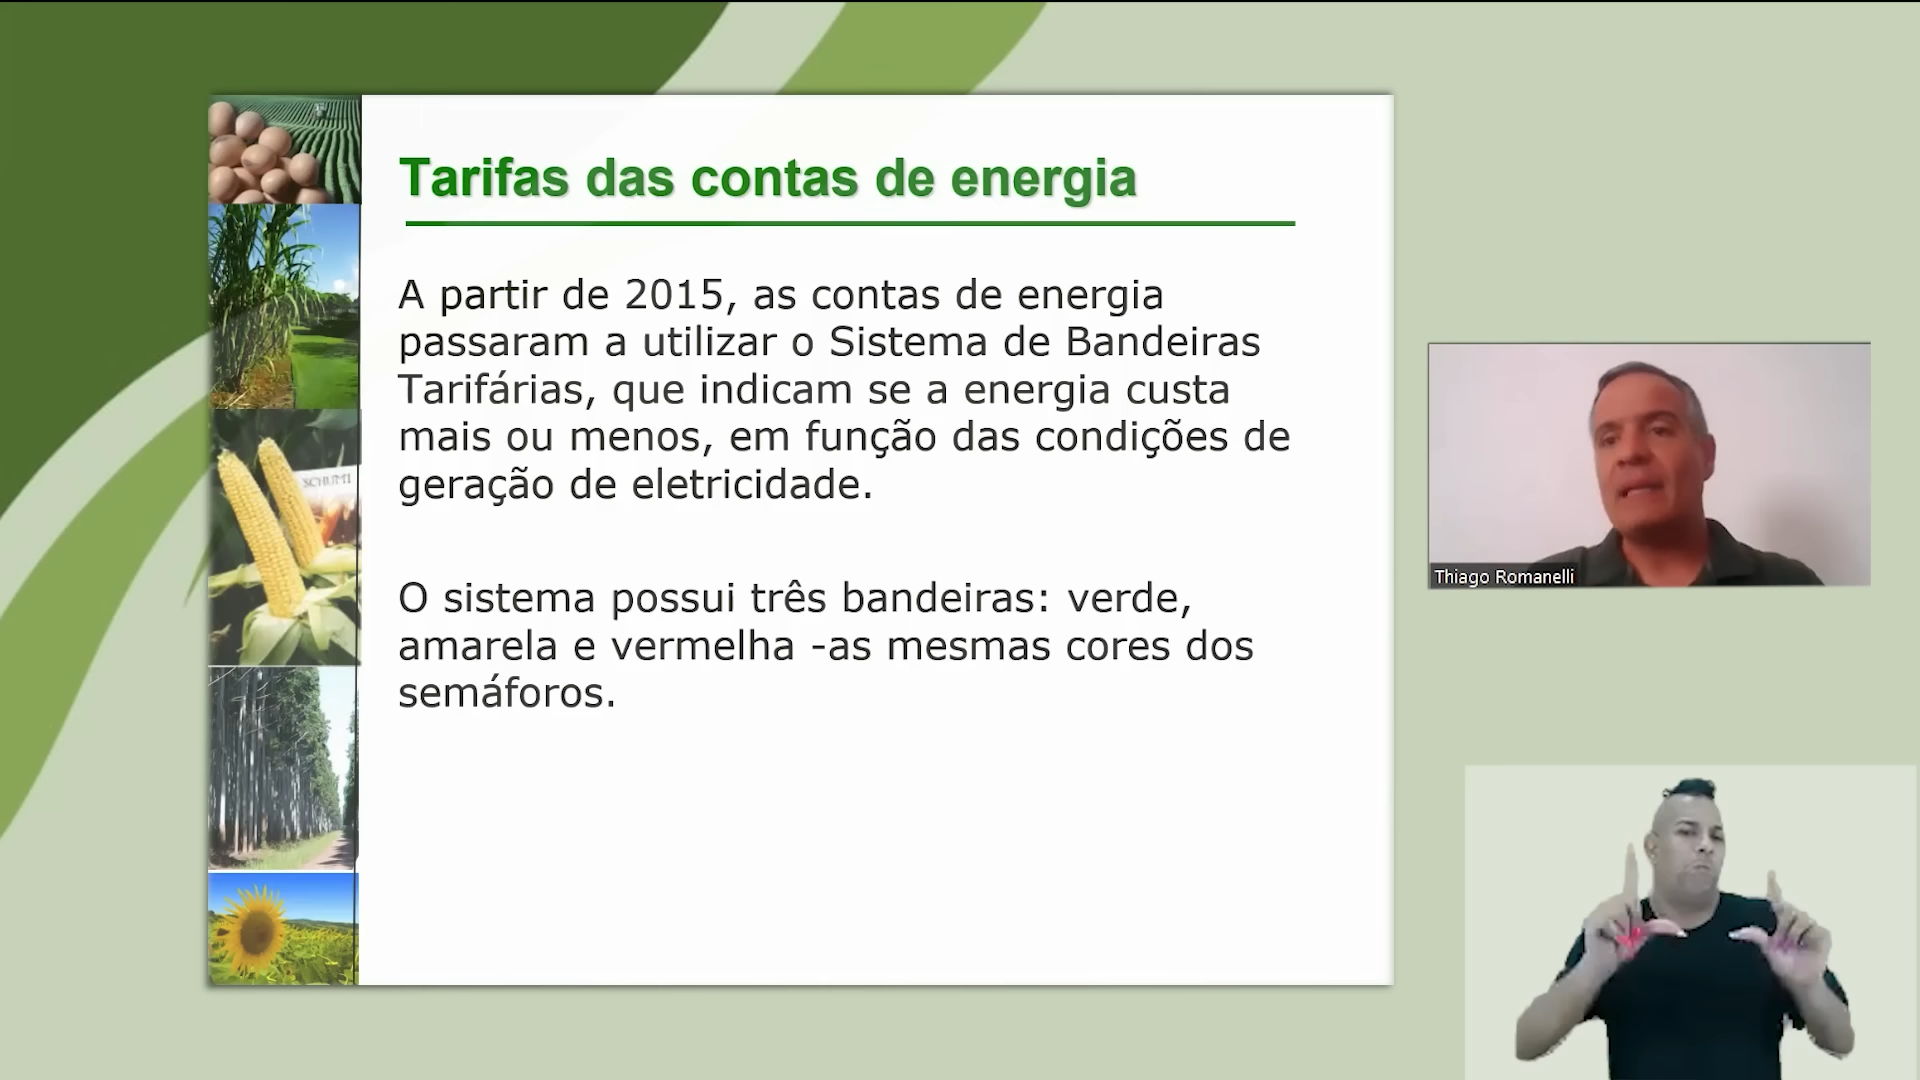 Tarifas das contas de energia
A partir de 2015, as contas de energia
passaram a utilizar o Sistema de Bandeiras
Tarifárias, que indicam se a energia custa
mais ou menos, em função das condições de
geração de eletricidade.
O sistema possui três bandeiras: verde,
amarela e vermelha -as mesmas cores dos
semáforos.
Thiago Romanelli